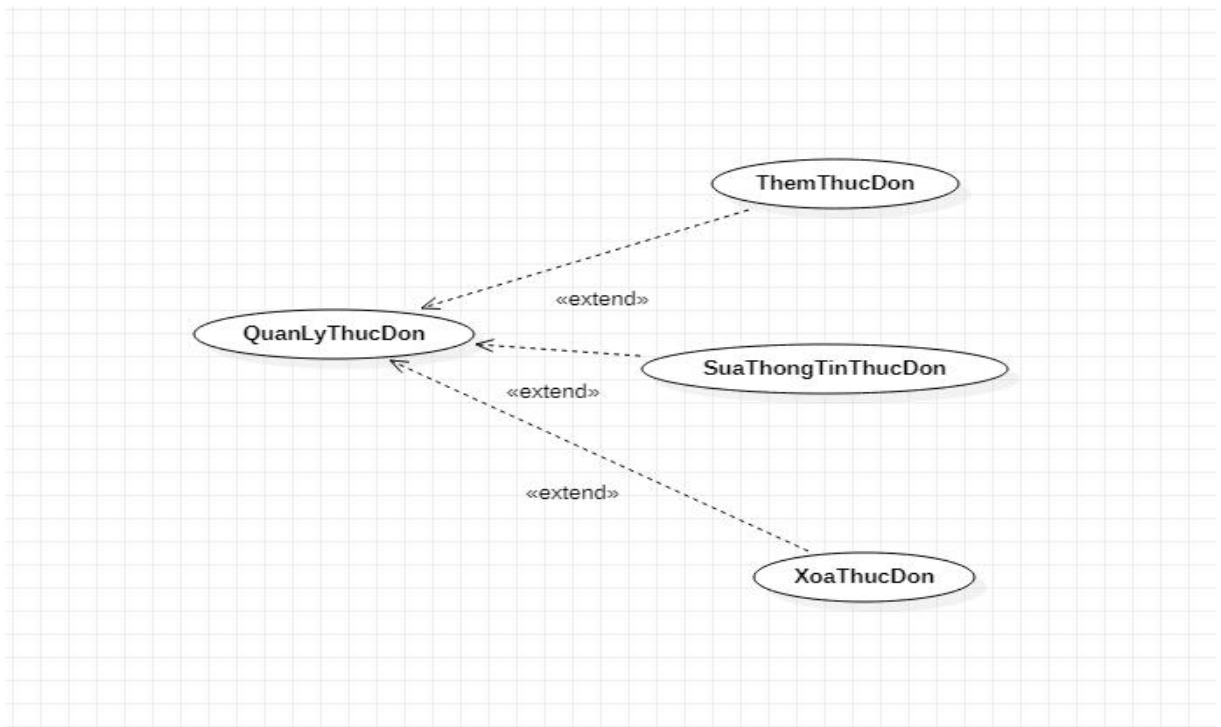 ThemThucDon
«extend»
QuanLyThucDon
SuaThongTinThucDon
«extend»
«extend»
XoaThucDon